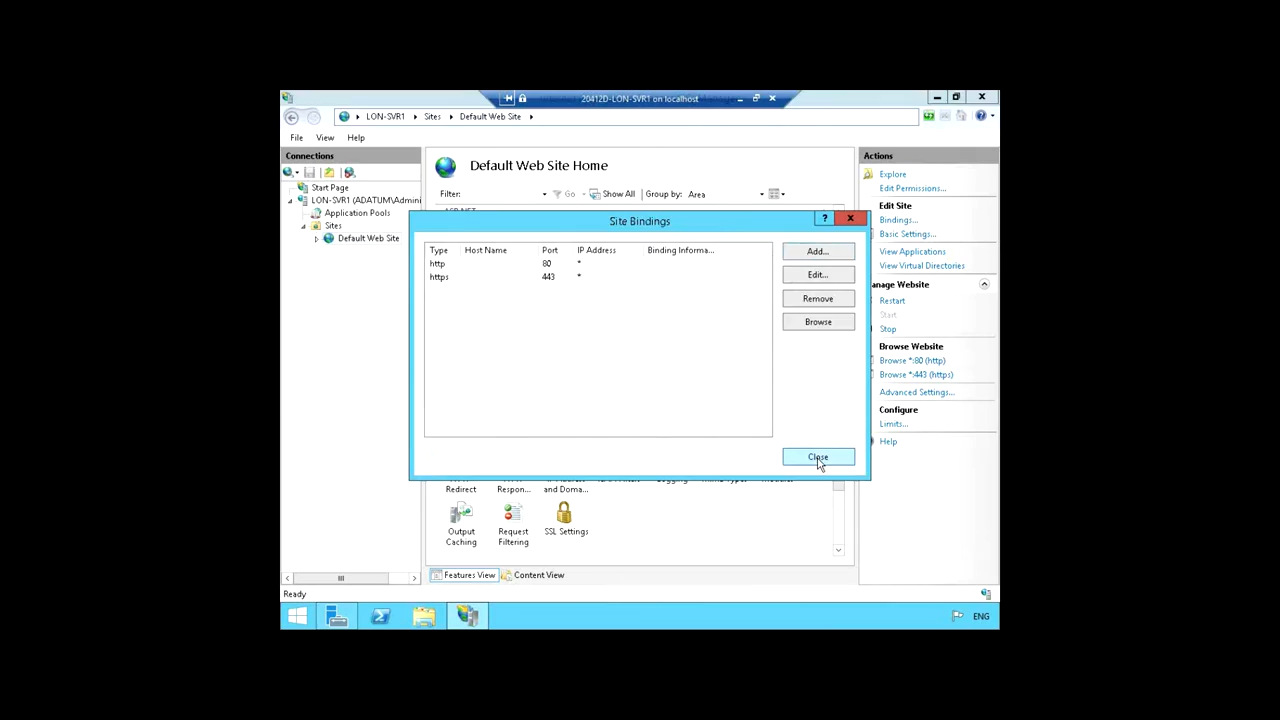 20412D-LON-SVR1 on localhost
LON-SVR1 Sites Default Web Site
File View Help
Connections
Start Page
LON-SVR1 (ADATUM\Admini
Application Pools
Sites
Default Web Site
Default Web Site Home
Filter: Go Show All Group by: Area
Site Bindings
Type Host Name Port IP Address Binding Informa...
http 80 *
https 443 *
Add...
Edit...
Remove
Browse
Close
Redirect Respon... and Doma...
Output Caching
Request Filtering
SSL Settings
Features View Content View
Actions
Explore
Edit Permissions...
Edit Site
Bindings...
Basic Settings...
View Applications
View Virtual Directories
anage Website
Restart
Start
Stop
Browse Website
Browse *:80 (http)
Browse *:443 (https)
Advanced Settings...
Configure
Limits...
Help
Ready
ENG